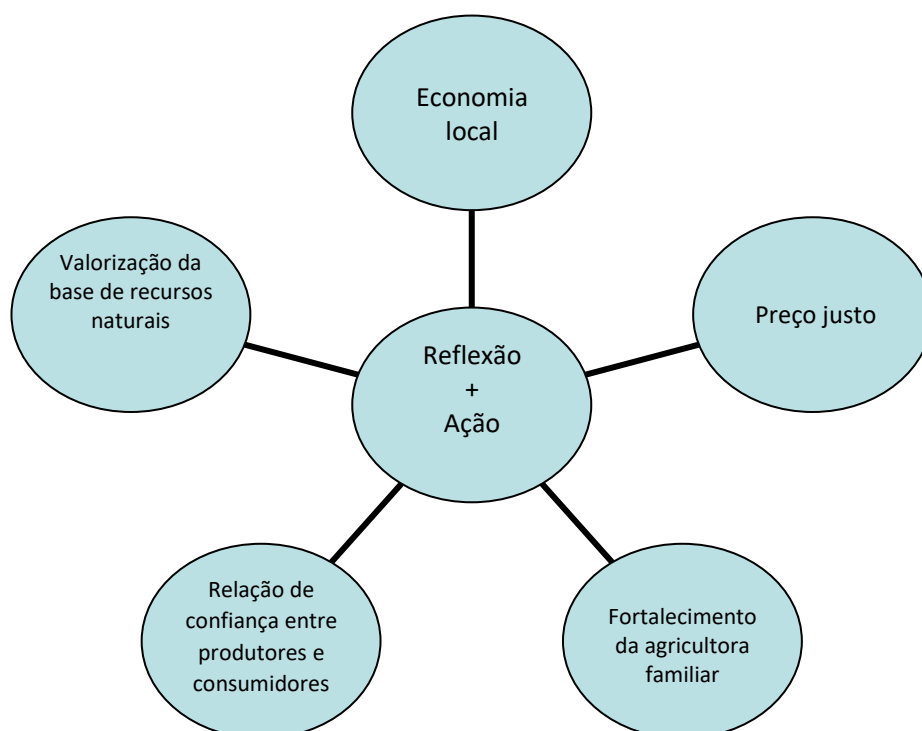 Economia
local
Valorização da
base de recursos
naturais
Preço justo
Reflexão
+
Ação
Relação de
confiança entre
produtores e
consumidores
Fortalecimento
da agricultora
familiar